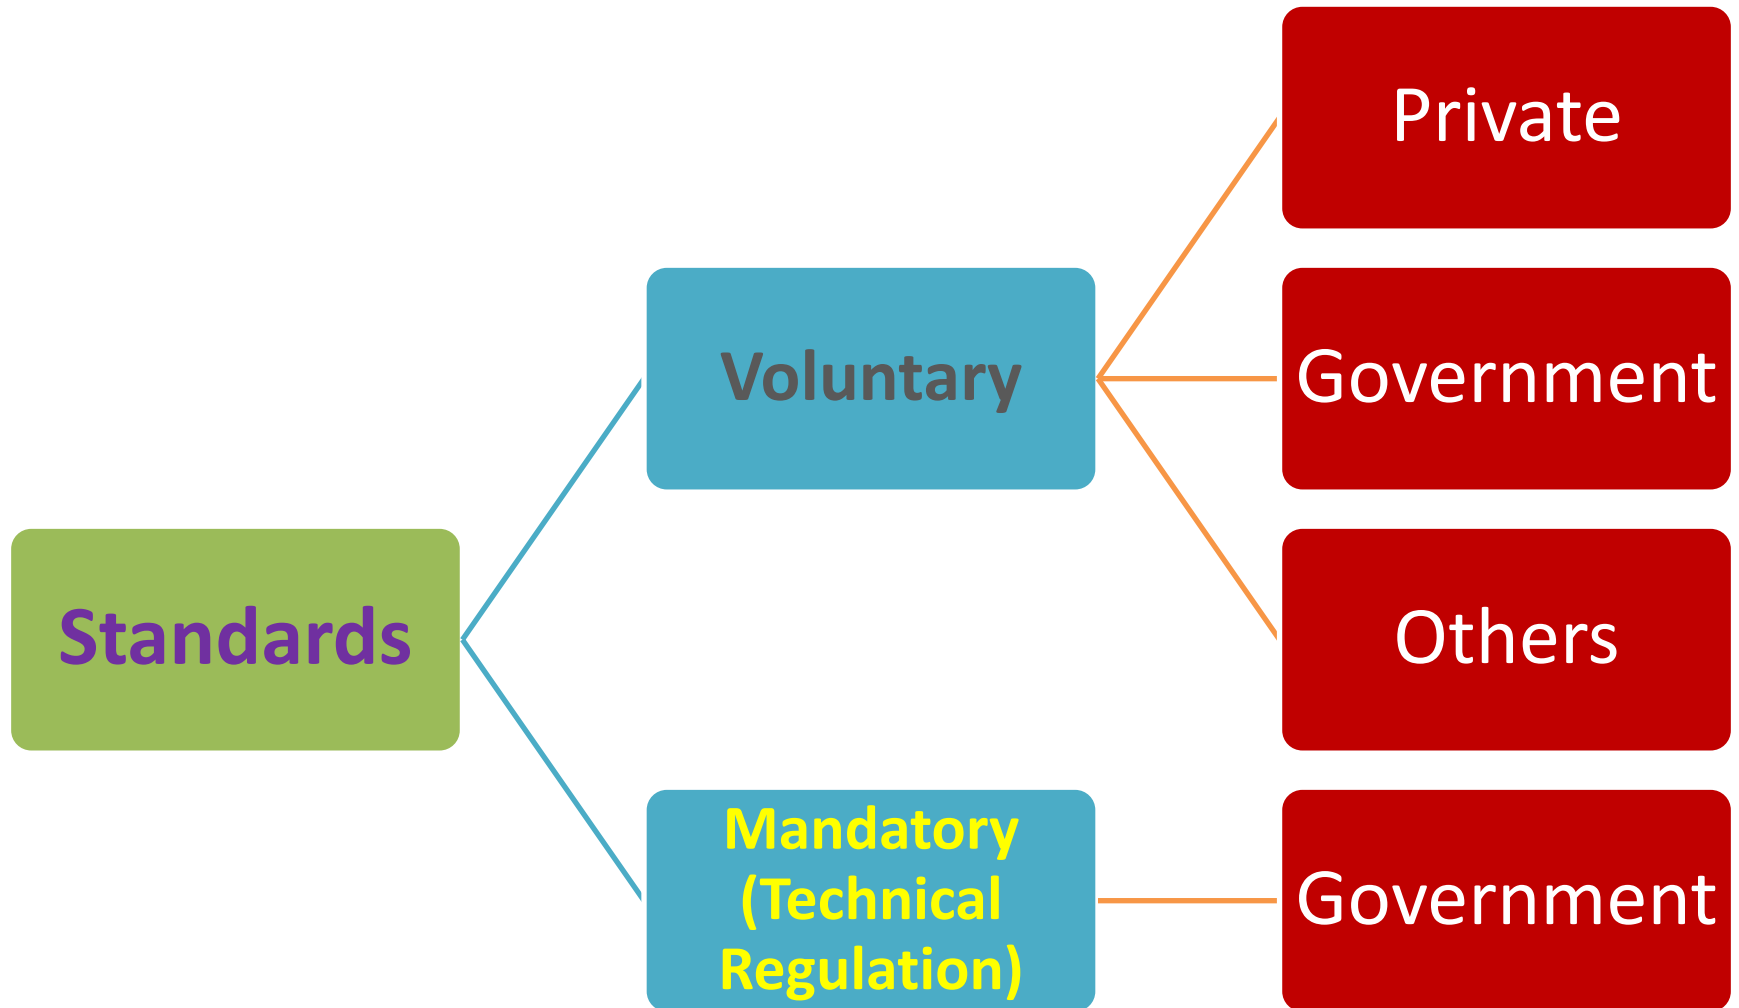 Private
Voluntary
Government
Standards
Others
Mandatory
(Technical
Regulation)
Government